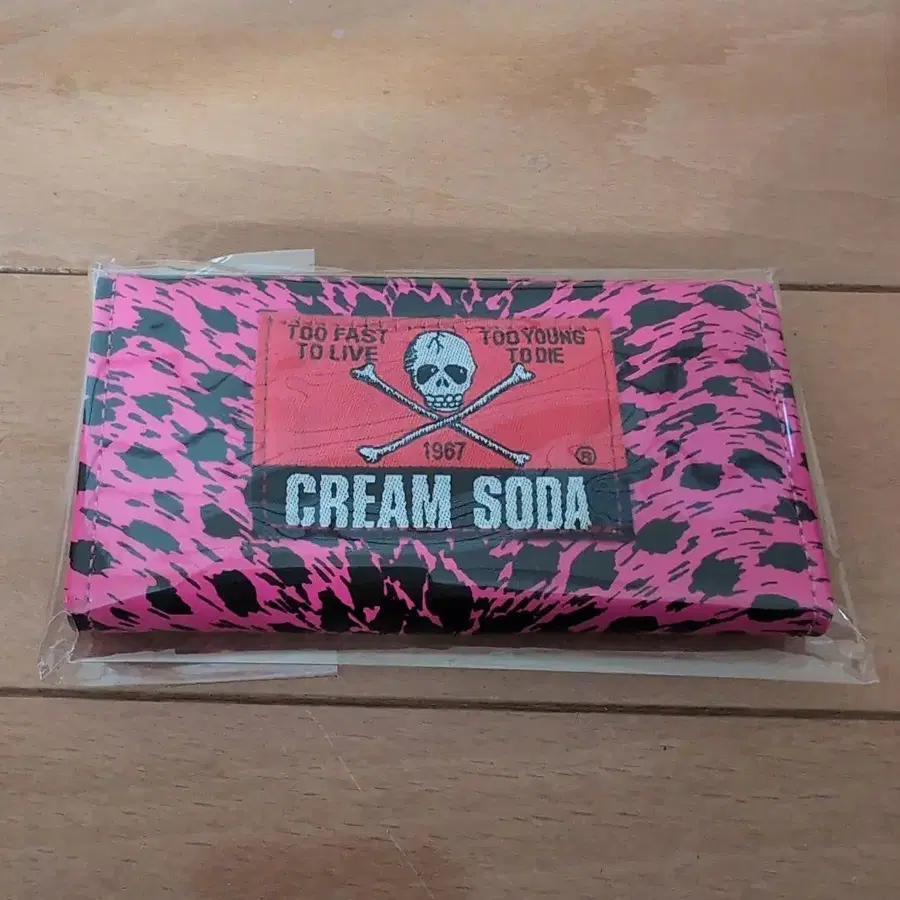 TOO FAST TOO YOUNG
TO LIVE TO DIE
1967 ®
CREAM SODA